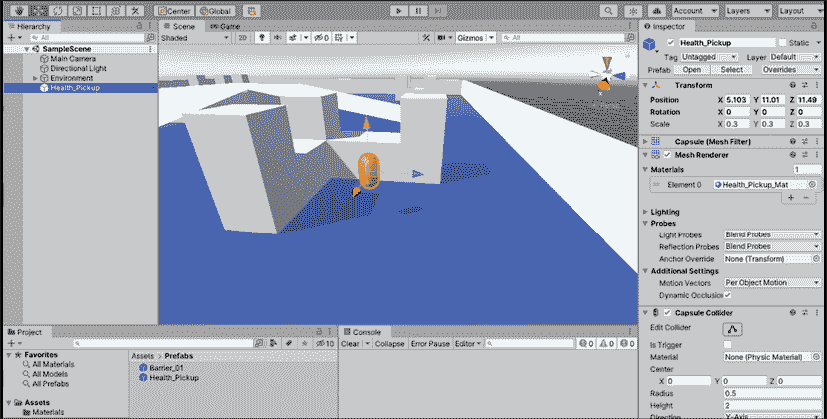 Account Layers Layout
Center Global
Hierarchy
All
SampleScene
Main Camera
Directional Light
Environment
Health_Pickup
Scene Game
Shaded 2D 0 Gizmos All
Inspector
Health_Pickup Static
Tag Untagged Layer Default
Prefab Open Select Overrides
Transform
Position X 5.103 Y 11.01 Z 11.49
Rotation X 0 Y 0 Z 0
Scale X 0.3 Y 0.3 Z 0.3
Capsule (Mesh Filter)
Mesh Renderer
Materials 1
Element 0 Health_Pickup_Mat
Lighting
Probes
Light Probes Blend Probes
Reflection Probes Blend Probes
Anchor Override None (Transform)
Additional Settings
Motion Vectors Per Object Motion
Dynamic Occlusion
Capsule Collider
Edit Collider
Is Trigger
Material None (Physic Material)
Center
X 0 Y 0 Z 0
Radius 0.5
Height 2
Direction Y-Axis
Project
10
Favorites
All Materials
All Models
All Prefabs
Assets
Materials
Assets > Prefabs
Barrier_01
Health_Pickup
Console
Clear Collapse Error Pause Editor 0 0 0